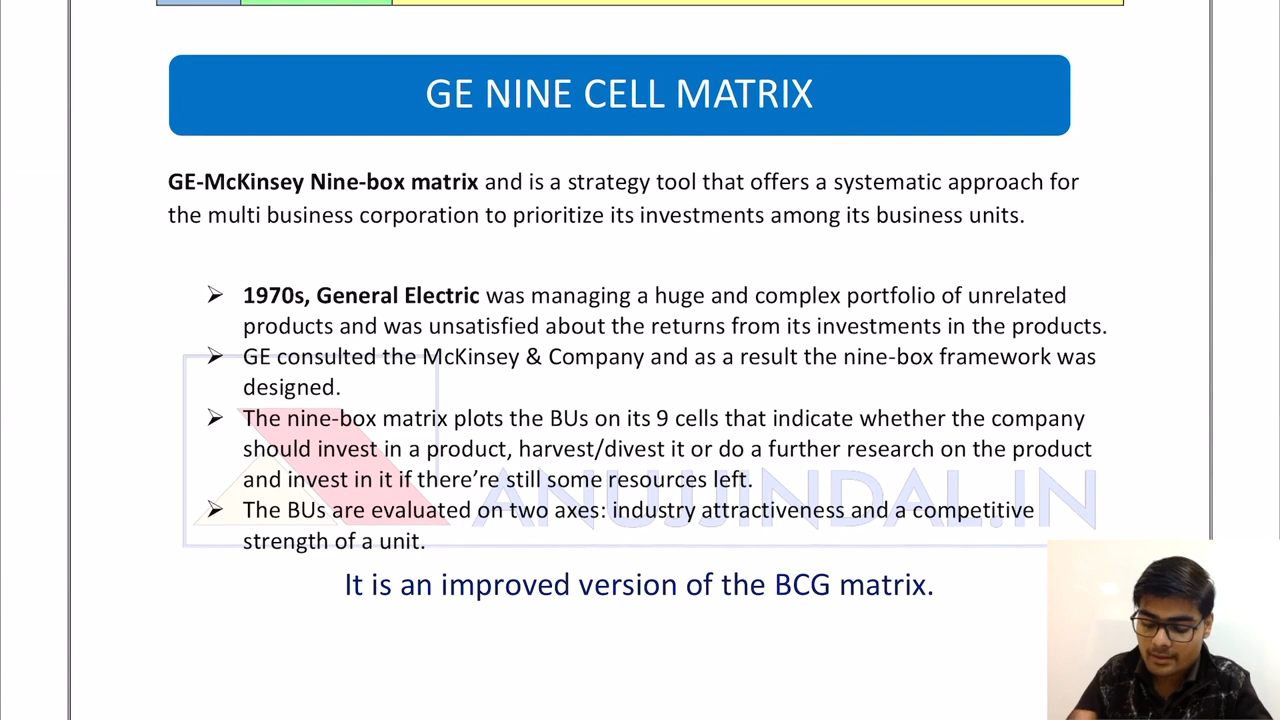 GE NINE CELL MATRIX
GE-McKinsey Nine-box matrix and is a strategy tool that offers a systematic approach for
the multi business corporation to prioritize its investments among its business units.
➢ 1970s, General Electric was managing a huge and complex portfolio of unrelated
products and was unsatisfied about the returns from its investments in the products.
➢ GE consulted the McKinsey & Company and as a result the nine-box framework was
designed.
➢ The nine-box matrix plots the BUs on its 9 cells that indicate whether the company
should invest in a product, harvest/divest it or do a further research on the product
and invest in it if there’re still some resources left.
➢ The BUs are evaluated on two axes: industry attractiveness and a competitive
strength of a unit.
ANUJJINDAL.IN
It is an improved version of the BCG matrix.